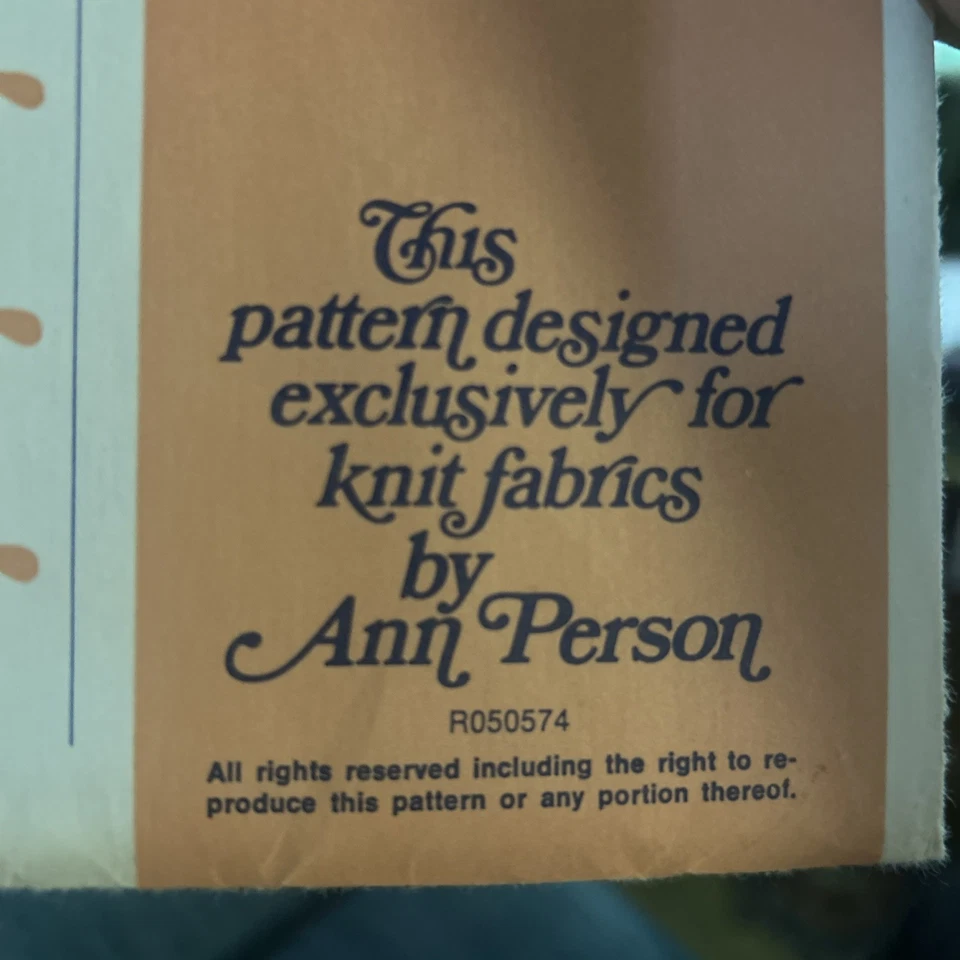 This
pattern designed
exclusively for
knit fabrics
by
Ann Person
R050574
All rights reserved including the right to re-
produce this pattern or any portion thereof.